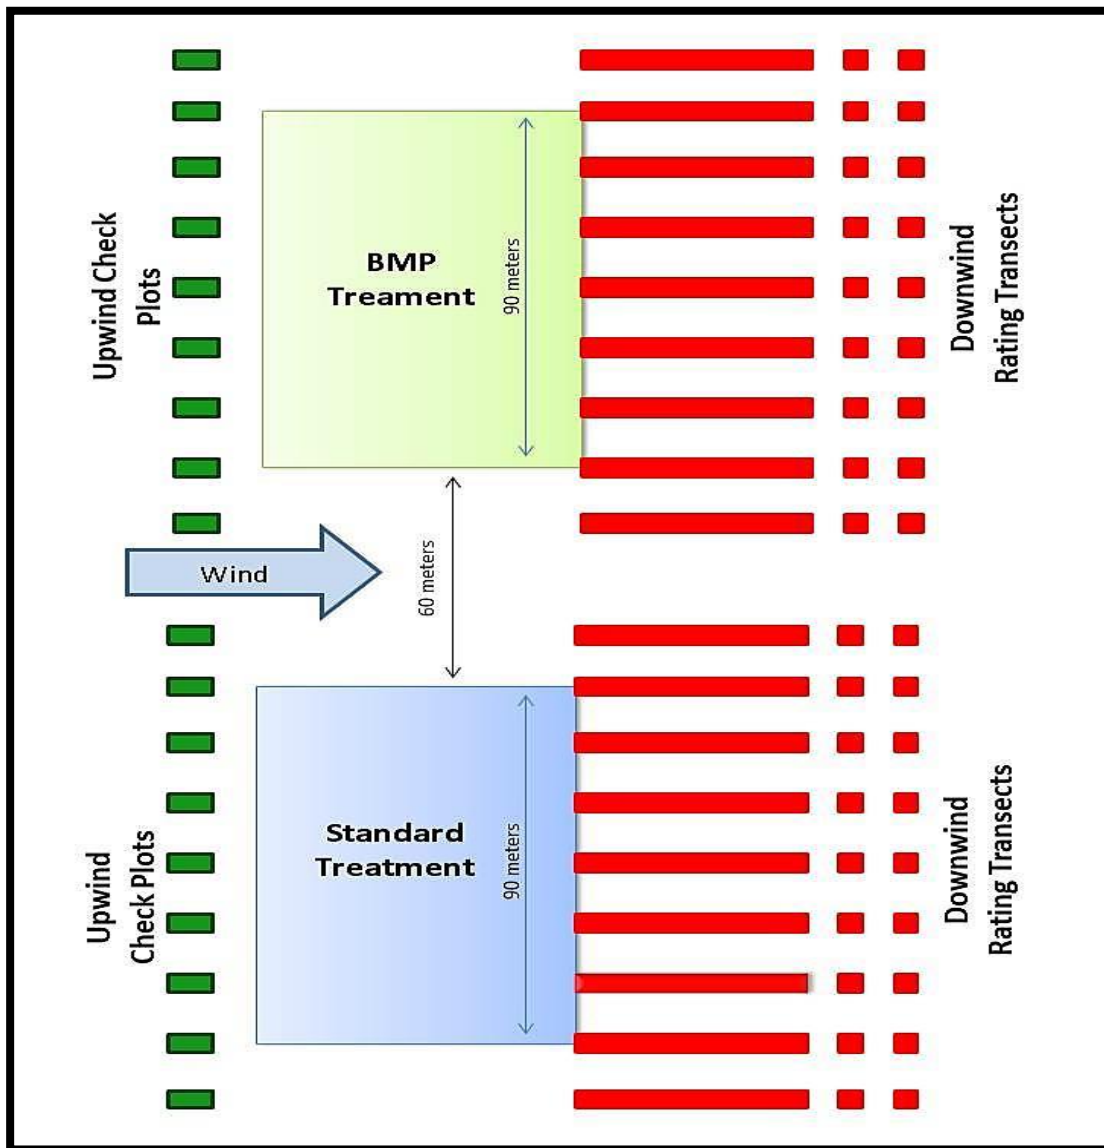 Upwind Check
Plots
BMP
Treament
90 meters
Downwind
Rating Transects
Wind
60 meters
Upwind
Check Plots
Standard
Treatment
90 meters
Downwind
Rating Transects